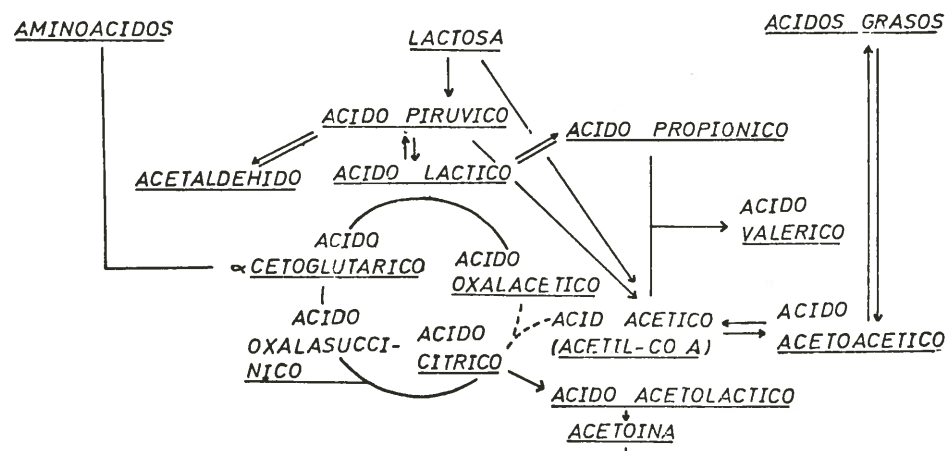 AMINOACIDOS
LACTOSA
ACIDOS GRASOS
ACIDO PIRUVICO
ACIDO PROPIONICO
ACETALDEHIDO
ACIDO LACTICO
ACIDO
VALERICO
ACIDO
α CETOGLUTARICO
ACIDO
OXALACETICO
ACIDO
OXALASUCCI-
NICO
ACIDO
CITRICO
ACID ACETICO
(ACETIL-CO A)
ACIDO
ACETOACETICO
ACIDO ACETOLACTICO
ACETOINA